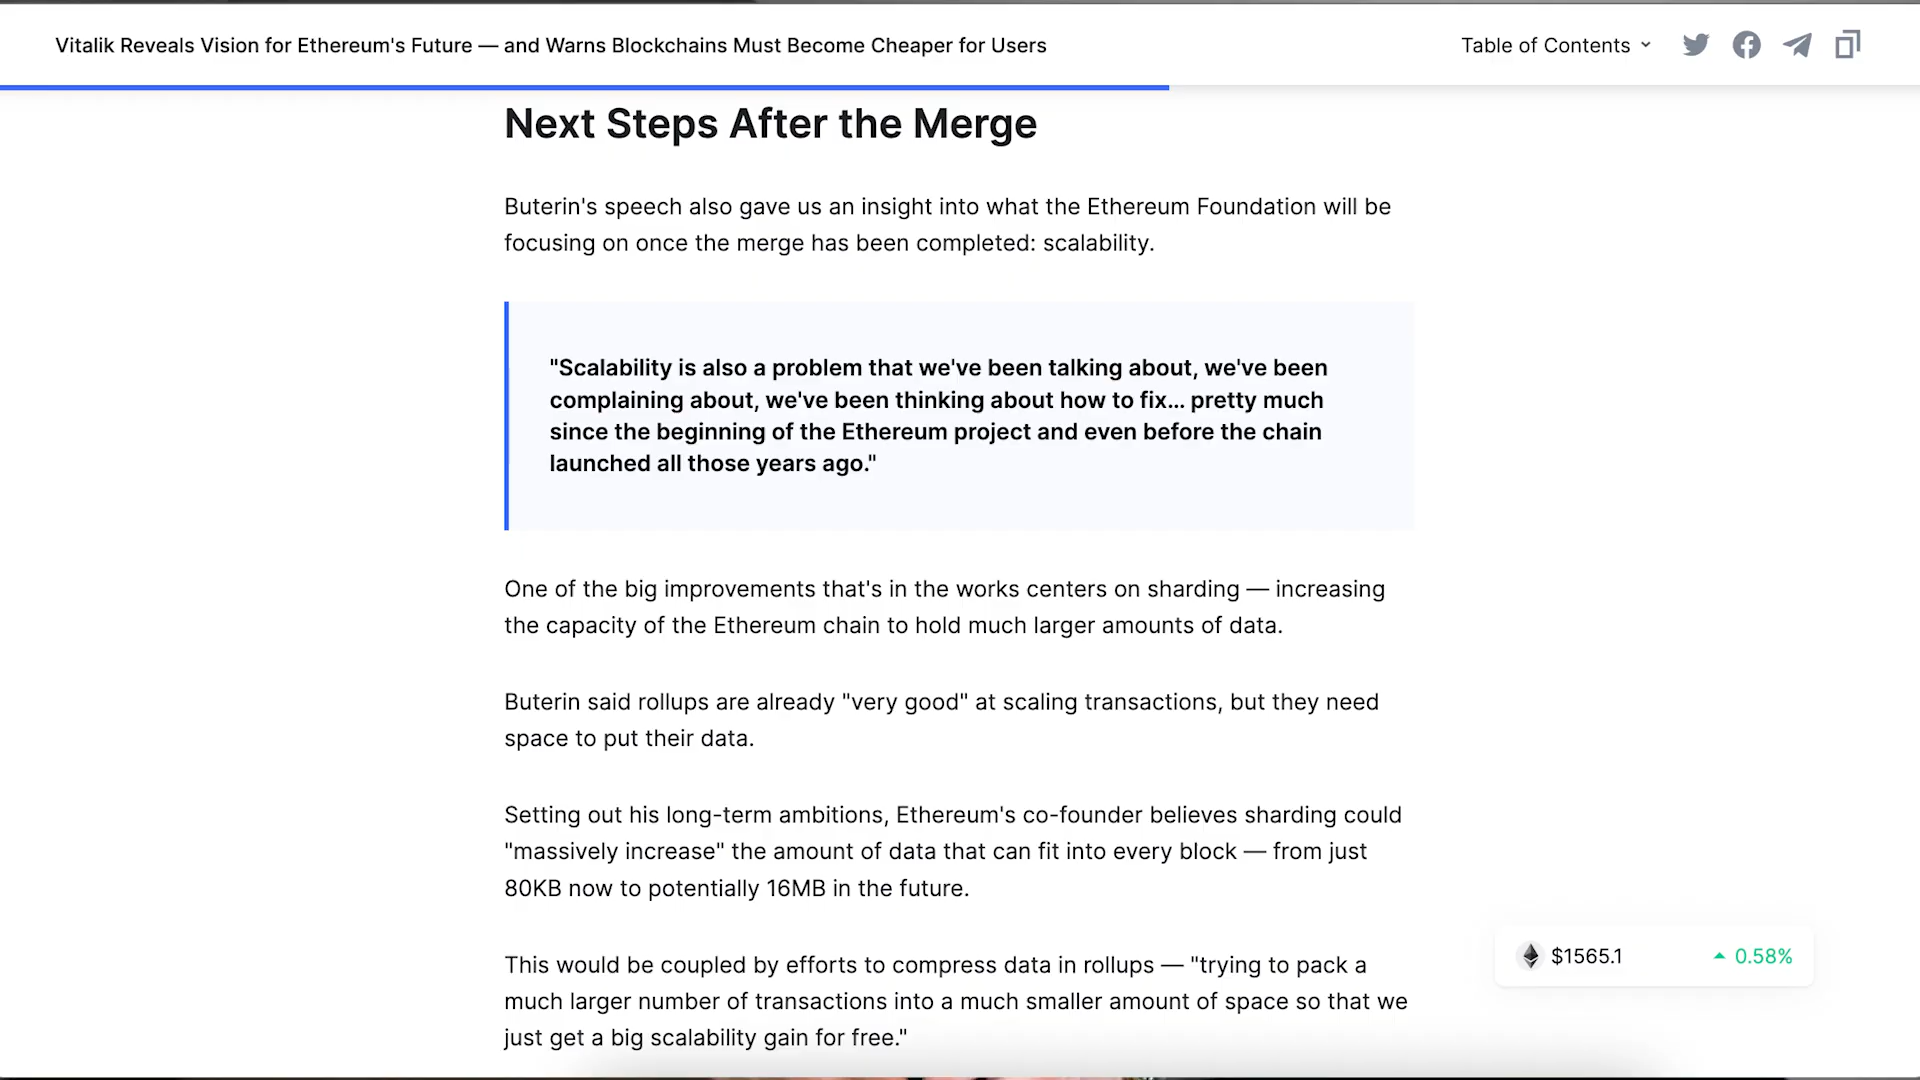 Vitalik Reveals Vision for Ethereum's Future — and Warns Blockchains Must Become Cheaper for Users
Table of Contents
Next Steps After the Merge
Buterin's speech also gave us an insight into what the Ethereum Foundation will be
focusing on once the merge has been completed: scalability.
"Scalability is also a problem that we've been talking about, we've been
complaining about, we've been thinking about how to fix... pretty much
since the beginning of the Ethereum project and even before the chain
launched all those years ago."
One of the big improvements that's in the works centers on sharding — increasing
the capacity of the Ethereum chain to hold much larger amounts of data.
Buterin said rollups are already "very good" at scaling transactions, but they need
space to put their data.
Setting out his long-term ambitions, Ethereum's co-founder believes sharding could
"massively increase" the amount of data that can fit into every block — from just
80KB now to potentially 16MB in the future.
$1565.1
0.58%
This would be coupled by efforts to compress data in rollups — "trying to pack a
much larger number of transactions into a much smaller amount of space so that we
just get a big scalability gain for free."